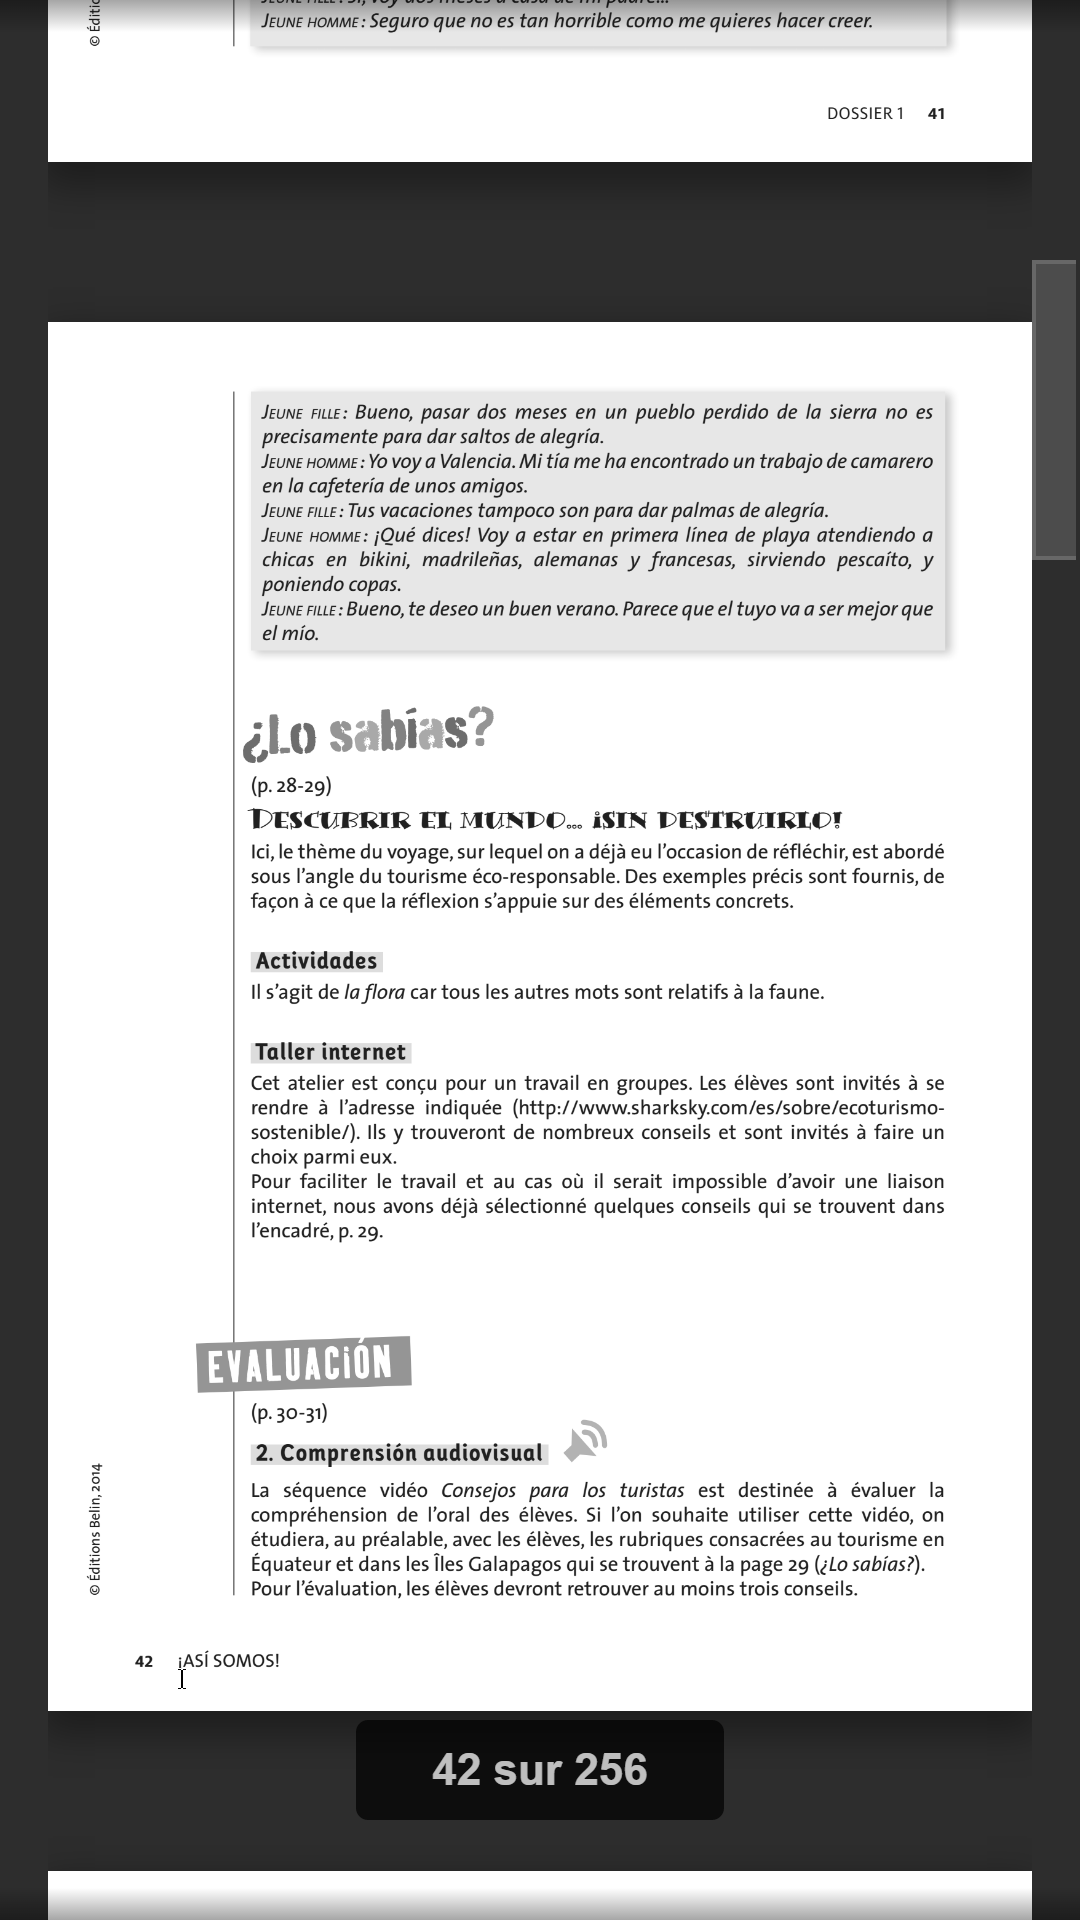 JEUNE HOMME : Seguro que no es tan horrible como me quieres hacer creer.
© Éditio
DOSSIER 1 41
JEUNE FILLE : Bueno, pasar dos meses en un pueblo perdido de la sierra no es
precisamente para dar saltos de alegría.
JEUNE HOMME : Yo voy a Valencia. Mi tía me ha encontrado un trabajo de camarero
en la cafetería de unos amigos.
JEUNE FILLE : Tus vacaciones tampoco son para dar palmas de alegría.
JEUNE HOMME : ¡Qué dices! Voy a estar en primera línea de playa atendiendo a
chicas en bikini, madrileñas, alemanas y francesas, sirviendo pescaíto, y
poniendo copas.
JEUNE FILLE : Bueno, te deseo un buen verano. Parece que el tuyo va a ser mejor que
el mío.
¿Lo sabías?
(p. 28-29)
DESCUBRIR EL MUNDO... ¡SIN DESTRUIRLO!
Ici, le thème du voyage, sur lequel on a déjà eu l'occasion de réfléchir, est abordé
sous l'angle du tourisme éco-responsable. Des exemples précis sont fournis, de
façon à ce que la réflexion s'appuie sur des éléments concrets.
Actividades
Il s'agit de la flora car tous les autres mots sont relatifs à la faune.
Taller internet
Cet atelier est conçu pour un travail en groupes. Les élèves sont invités à se
rendre à l'adresse indiquée (http://www.sharksky.com/es/sobre/ecoturismo-
sostenible/). Ils y trouveront de nombreux conseils et sont invités à faire un
choix parmi eux.
Pour faciliter le travail et au cas où il serait impossible d'avoir une liaison
internet, nous avons déjà sélectionné quelques conseils qui se trouvent dans
l'encadré, p. 29.
EVALUACiÓN
(p. 30-31)
2. Comprensión audiovisual
La séquence vidéo Consejos para los turistas est destinée à évaluer la
compréhension de l'oral des élèves. Si l'on souhaite utiliser cette vidéo, on
étudiera, au préalable, avec les élèves, les rubriques consacrées au tourisme en
Équateur et dans les Îles Galapagos qui se trouvent à la page 29 (¿Lo sabías?).
Pour l'évaluation, les élèves devront retrouver au moins trois conseils.
© Éditions Belin, 2014
42 ¡ASÍ SOMOS!
42 sur 256